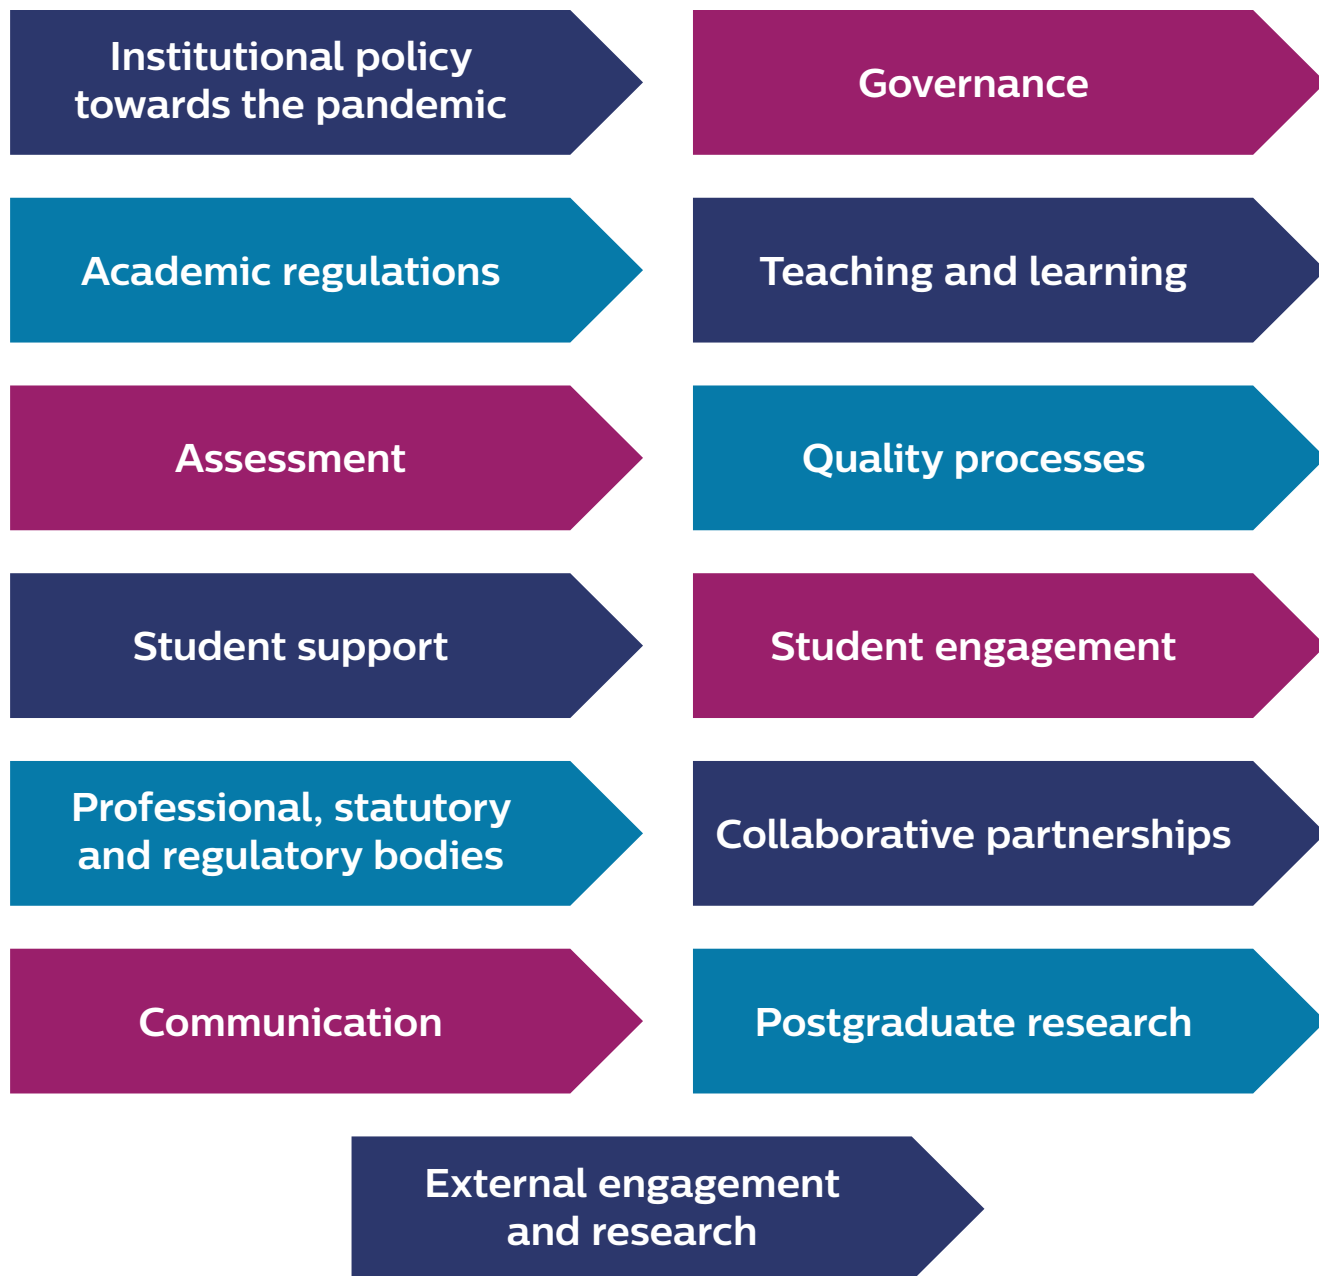 Institutional policy
towards the pandemic
Governance
Academic regulations
Teaching and learning
Assessment
Quality processes
Student support
Student engagement
Professional, statutory
and regulatory bodies
Collaborative partnerships
Communication
Postgraduate research
External engagement
and research